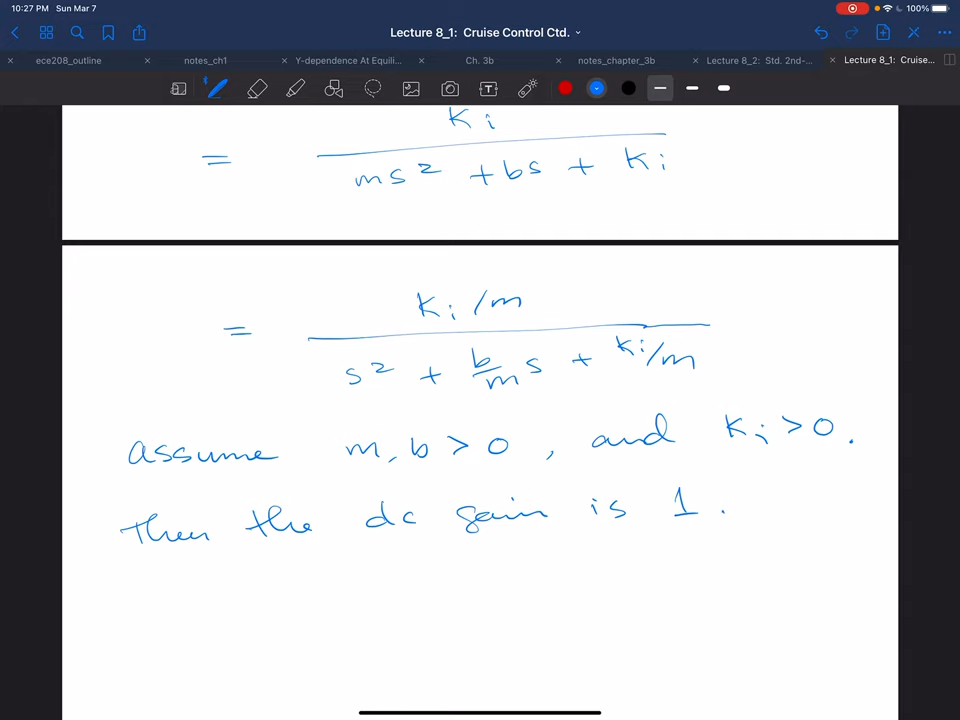 10:27 PM Sun Mar 7
100%
Lecture 8_1: Cruise Control Ctd.
ece208_outline
notes_ch1
Y-dependence At Equili...
Ch. 3b
notes_chapter_3b
Lecture 8_2: Std. 2nd-...
Lecture 8_1: Cruise...
Ki
= ms² + bs + Ki
Ki/m
= s² + b/m s + Ki/m
assume m, b > 0, and Ki > 0.
then the dc gain is 1.